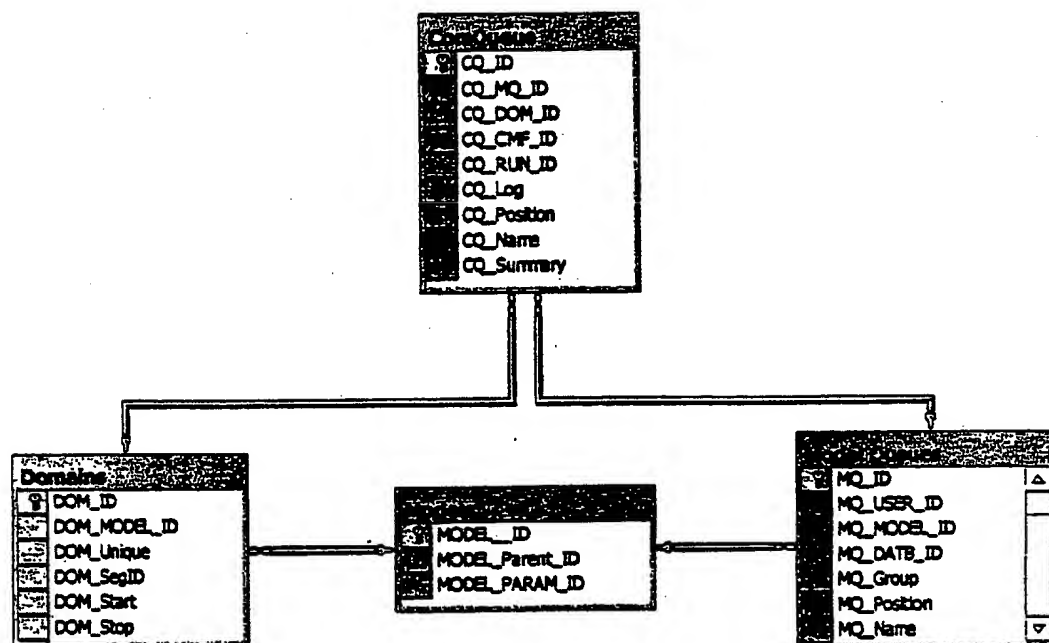 CQ_ID
CQ_MQ_ID
CQ_DOM_ID
CQ_CMF_ID
CQ_RUN_ID
CQ_Log
CQ_Position
CQ_Name
CQ_Summary
Domains
DOM_ID
DOM_MODEL_ID
DOM_Unique
DOM_SegID
DOM_Start
DOM_Stop
MODEL_ID
MODEL_Parent_ID
MODEL_PARAM_ID
MQ_ID
MQ_USER_ID
MQ_MODEL_ID
MQ_DATB_ID
MQ_Group
MQ_Position
MQ_Name